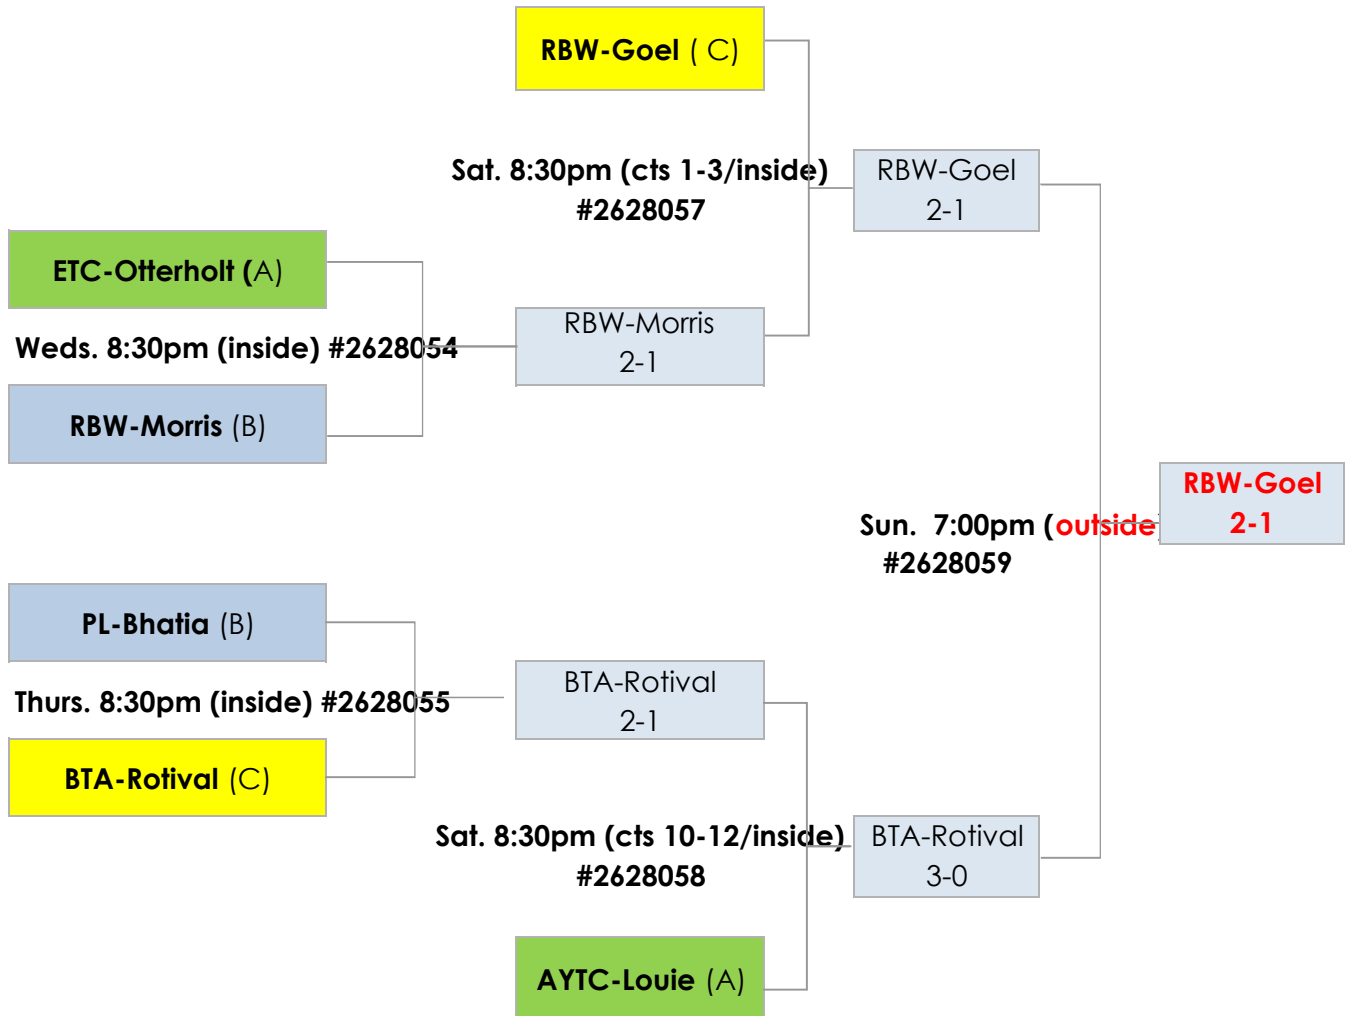 RBW-Goel ( C)
Sat. 8:30pm (cts 1-3/inside)
#2628057
RBW-Goel
2-1
ETC-Otterholt (A)
Weds. 8:30pm (inside) #2628054
RBW-Morris
2-1
RBW-Morris (B)
RBW-Goel
2-1
Sun.  7:00pm (outside)
#2628059
PL-Bhatia (B)
Thurs. 8:30pm (inside) #2628055
BTA-Rotival
2-1
BTA-Rotival (C)
Sat. 8:30pm (cts 10-12/inside)
#2628058
BTA-Rotival
3-0
AYTC-Louie (A)